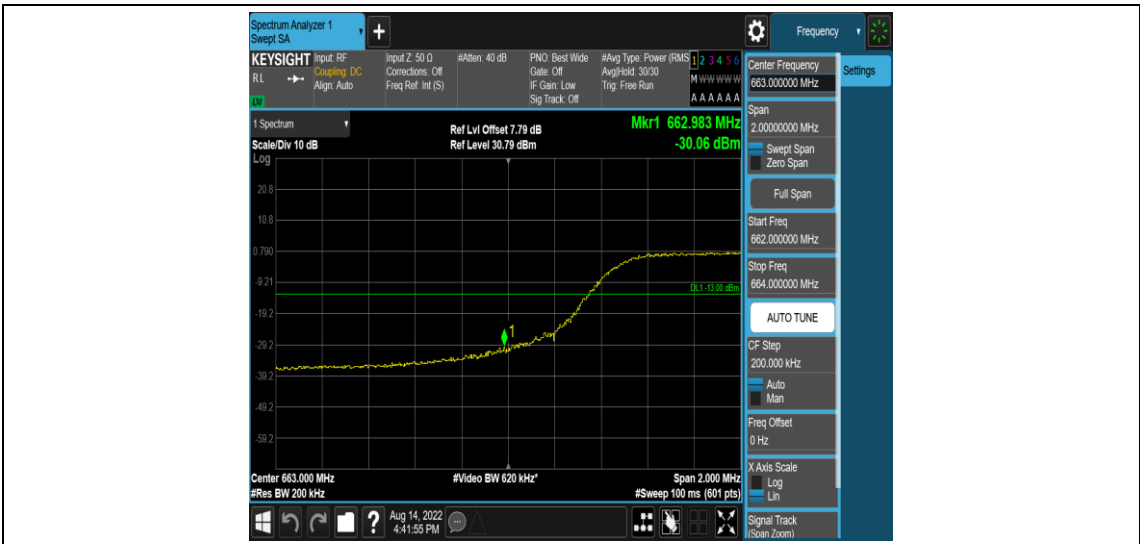 Spectrum Analyzer 1
Swept SA
+
Frequency
KEYSIGHT
RL
LXI
Input: RF
Coupling: DC
Align: Auto
Input Z: 50 Ω
Corrections: Off
Freq Ref: Int (S)
#Atten: 40 dB
PNO: Best Wide
Gate: Off
IF Gain: Low
Sig Track: Off
#Avg Type: Power (RMS
Avg|Hold: 30/30
Trig: Free Run
1 2 3 4 5 6
M W W W W W
A A A A A A
Center Frequency
663.000000 MHz
Settings
Span
2.00000000 MHz
Swept Span
Zero Span
Full Span
Start Freq
662.000000 MHz
Stop Freq
664.000000 MHz
AUTO TUNE
CF Step
200.000 kHz
Auto
Man
Freq Offset
0 Hz
X Axis Scale
Log
Lin
Signal Track
(Span Zoom)
1 Spectrum
Scale/Div 10 dB
Log
Ref Lvl Offset 7.79 dB
Ref Level 30.79 dBm
Mkr1 662.983 MHz
-30.06 dBm
20.8
10.8
0.790
-9.21
DL1 -13.00 dBm
-19.2
1
-29.2
-39.2
-49.2
-59.2
Center 663.000 MHz
#Video BW 620 kHz*
Span 2.000 MHz
#Res BW 200 kHz
#Sweep 100 ms (601 pts)
?
Aug 14, 2022
4:41:55 PM